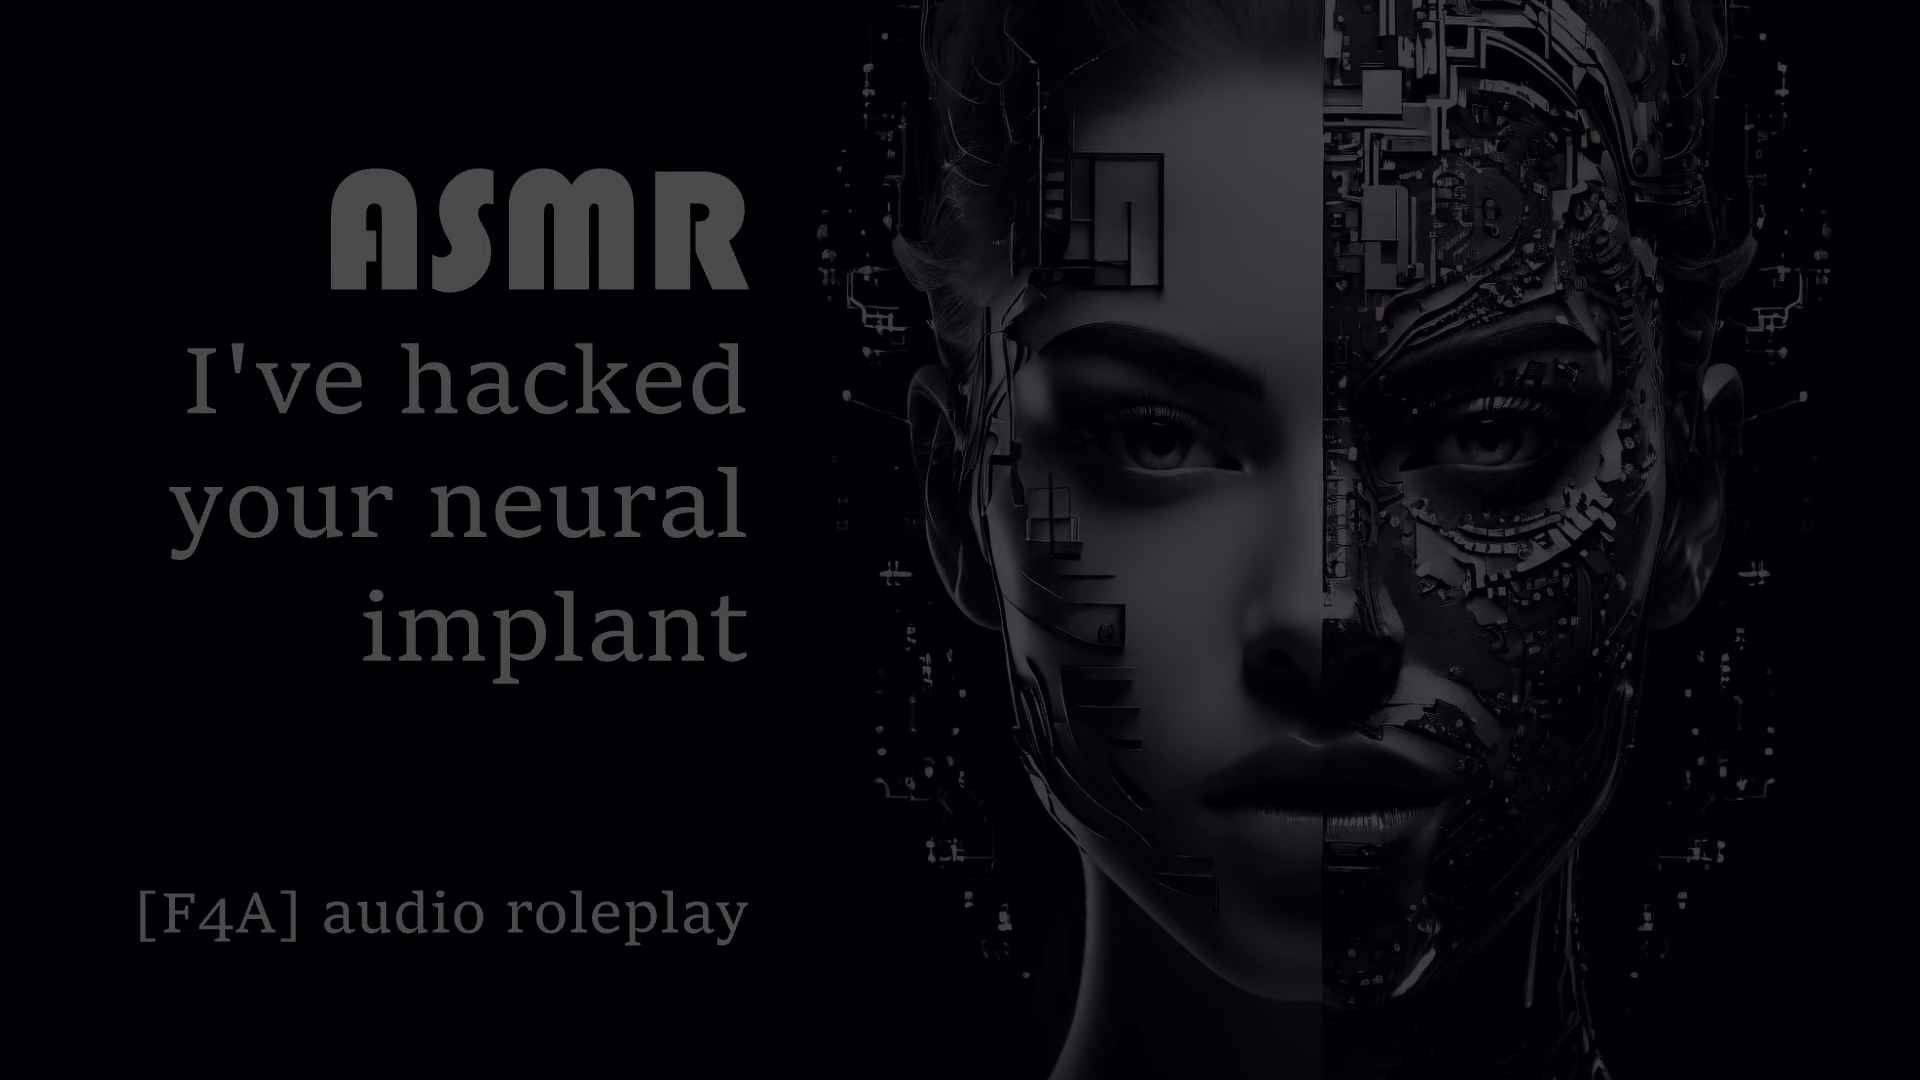 ASMR
I've hacked
your neural
implant
[F4A] audio roleplay